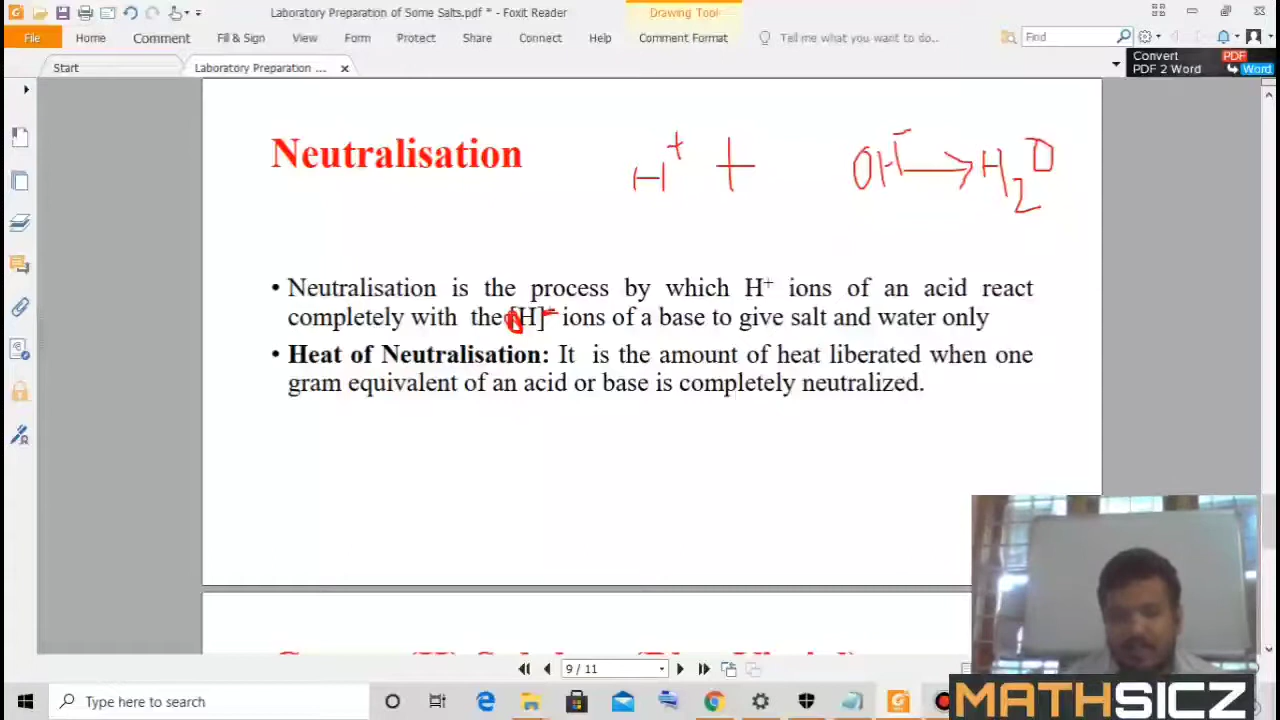 Laboratory Preparation of Some Salts.pdf * - Foxit Reader
Drawing Tool
File Home Comment Fill & Sign View Form Protect Share Connect Help Comment Format Tell me what you want to do... Find
Start Laboratory Preparation ... Convert PDF
PDF 2 Word Word
Neutralisation H⁺ + OH⁻ → H₂O
• Neutralisation is the process by which H⁺ ions of an acid react
completely with the [H]⁻ ions of a base to give salt and water only
• Heat of Neutralisation: It is the amount of heat liberated when one
gram equivalent of an acid or base is completely neutralized.
9 / 11
Type here to search
MATHSICZ